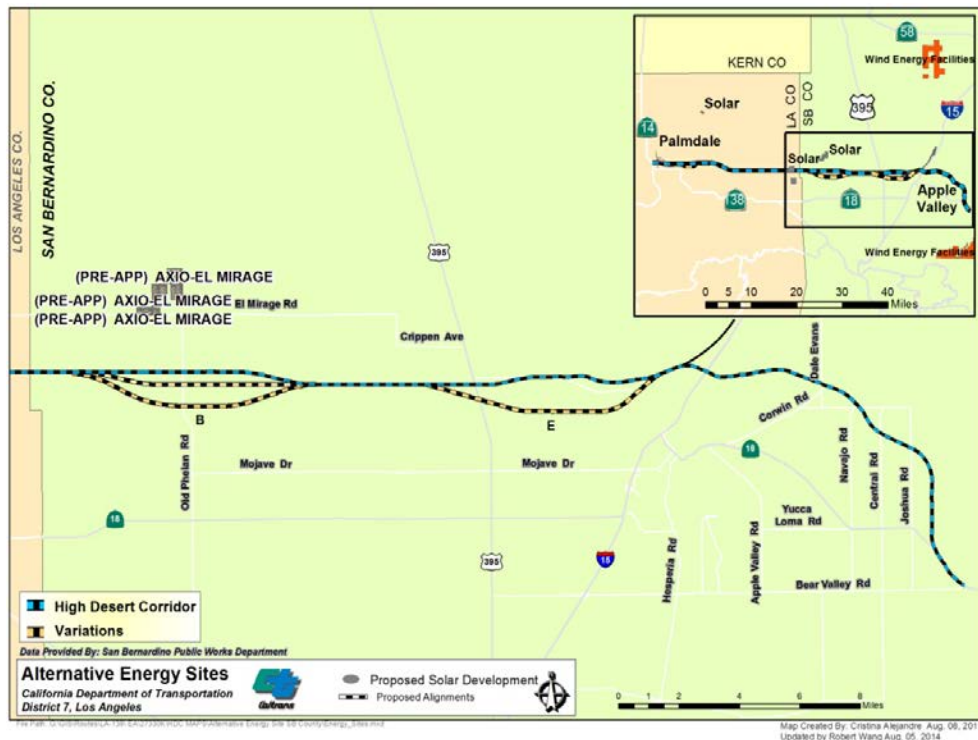 LOS ANGELES CO.
SAN BERNARDINO CO.
(PRE-APP) AXIO-EL MIRAGE
(PRE-APP) AXIO-EL MIRAGE
(PRE-APP) AXIO-EL MIRAGE
El Mirage Rd
Crippen Ave
395
B
E
Old Phelan Rd
Mojave Dr
Mojave Dr
18
395
15
18
Hesperia Rd
Apple Valley Rd
Yucca
Loma Rd
Bear Valley Rd
Corwin Rd
Dale Evans
Navajo Rd
Central Rd
Joshua Rd
KERN CO
LA CO
SB CO
58
Wind Energy Facilities
395
15
Solar
14
Palmdale
Solar
Solar
138
18
Apple
Valley
Wind Energy Facilities
0 5 10 20 30 40
Miles
High Desert Corridor
Variations
Data Provided By: San Bernardino Public Works Department
Alternative Energy Sites
California Department of Transportation
District 7, Los Angeles
Caltrans
Proposed Solar Development
Proposed Alignments
0 1 2 4 6 8
Miles
Map Created By: Cristina Alejandre Aug. 08, 201
Updated by Robert Wang Aug. 05, 2014